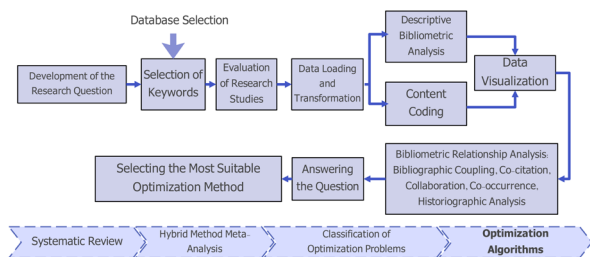 Database Selection
Development of the
Research Question
Selection of
Keywords
Evaluation
of Research
Studies
Data Loading
and
Transformation
Descriptive
Bibliometric
Analysis
Content
Coding
Data
Visualization
Bibliometric Relationship Analysis:
Bibliographic Coupling, Co-citation,
Collaboration, Co-occurrence,
Historiographic Analysis
Answering
the Question
Selecting the Most Suitable
Optimization Method
Systematic Review
Hybrid Method Meta-
Analysis
Classification of
Optimization Problems
Optimization
Algorithms